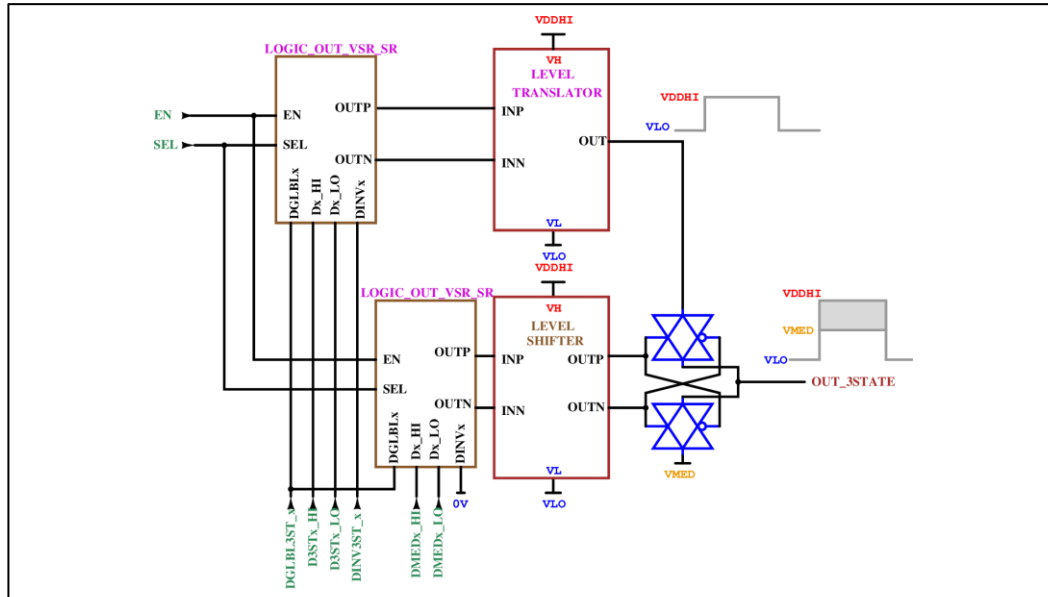 VDDHI
LOGIC_OUT_VSR_SR
VH
LEVEL
TRANSLATOR
EN
SEL
EN
SEL
OUTP
OUTN
DGLBLx
Dx_HI
Dx_LO
DINVx
INP
INN
OUT
VL
VLO
VDDHI
VLO
VDDHI
LOGIC_OUT_VSR_SR
VH
LEVEL
SHIFTER
EN
SEL
OUTP
OUTN
DGLBLx
Dx_HI
Dx_LO
DINVx
INP
INN
OUTP
OUTN
VL
VLO
VDDHI
VMED
VLO
OUT_3STATE
VMED
0V
DGLBL3ST_x
D3STx_HI
D3STx_LO
DINV3ST_x
DMEDx_HI
DMEDx_LO